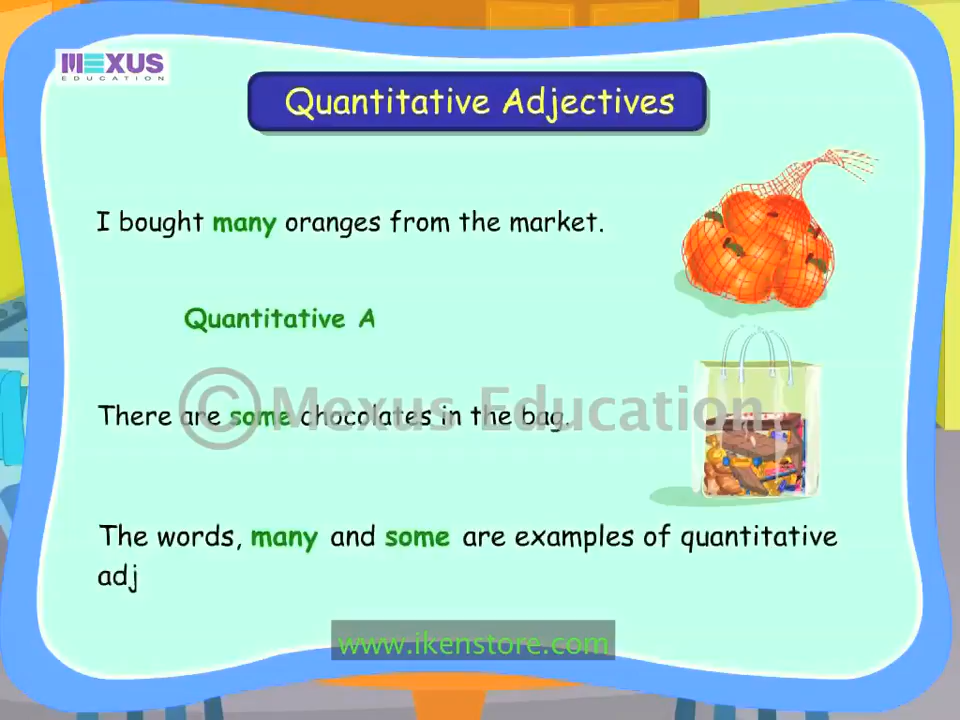 MEXUS
EDUCATION
Quantitative Adjectives
I bought many oranges from the market.
Quantitative A
There are some chocolates in the bag.
© Mexus Education
The words, many and some are examples of quantitative
adj
www.ikenstore.com